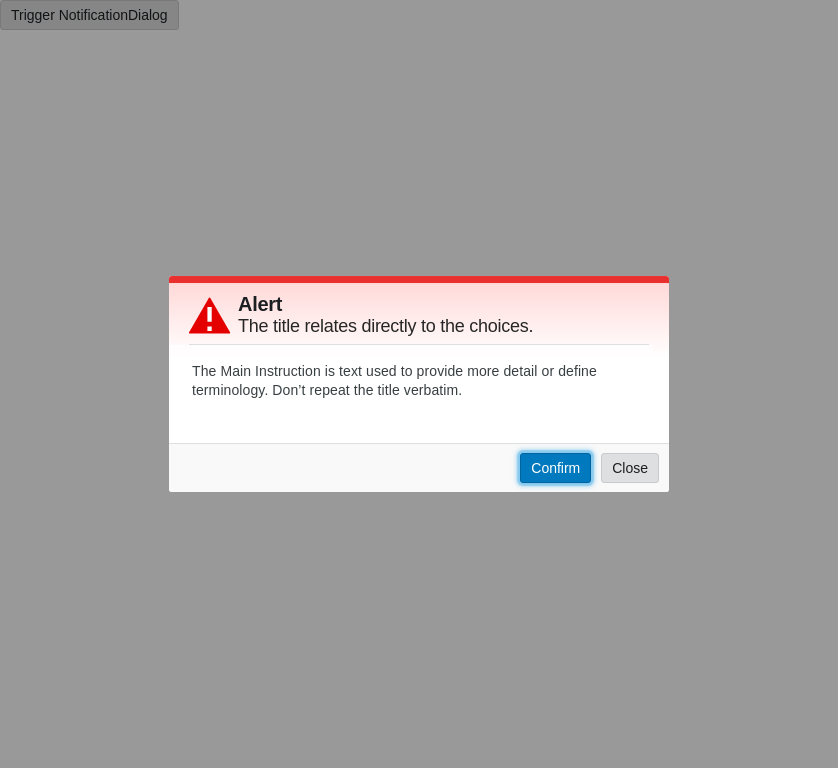 Trigger NotificationDialog
Alert
The title relates directly to the choices.
The Main Instruction is text used to provide more detail or define
terminology. Don’t repeat the title verbatim.
Confirm Close